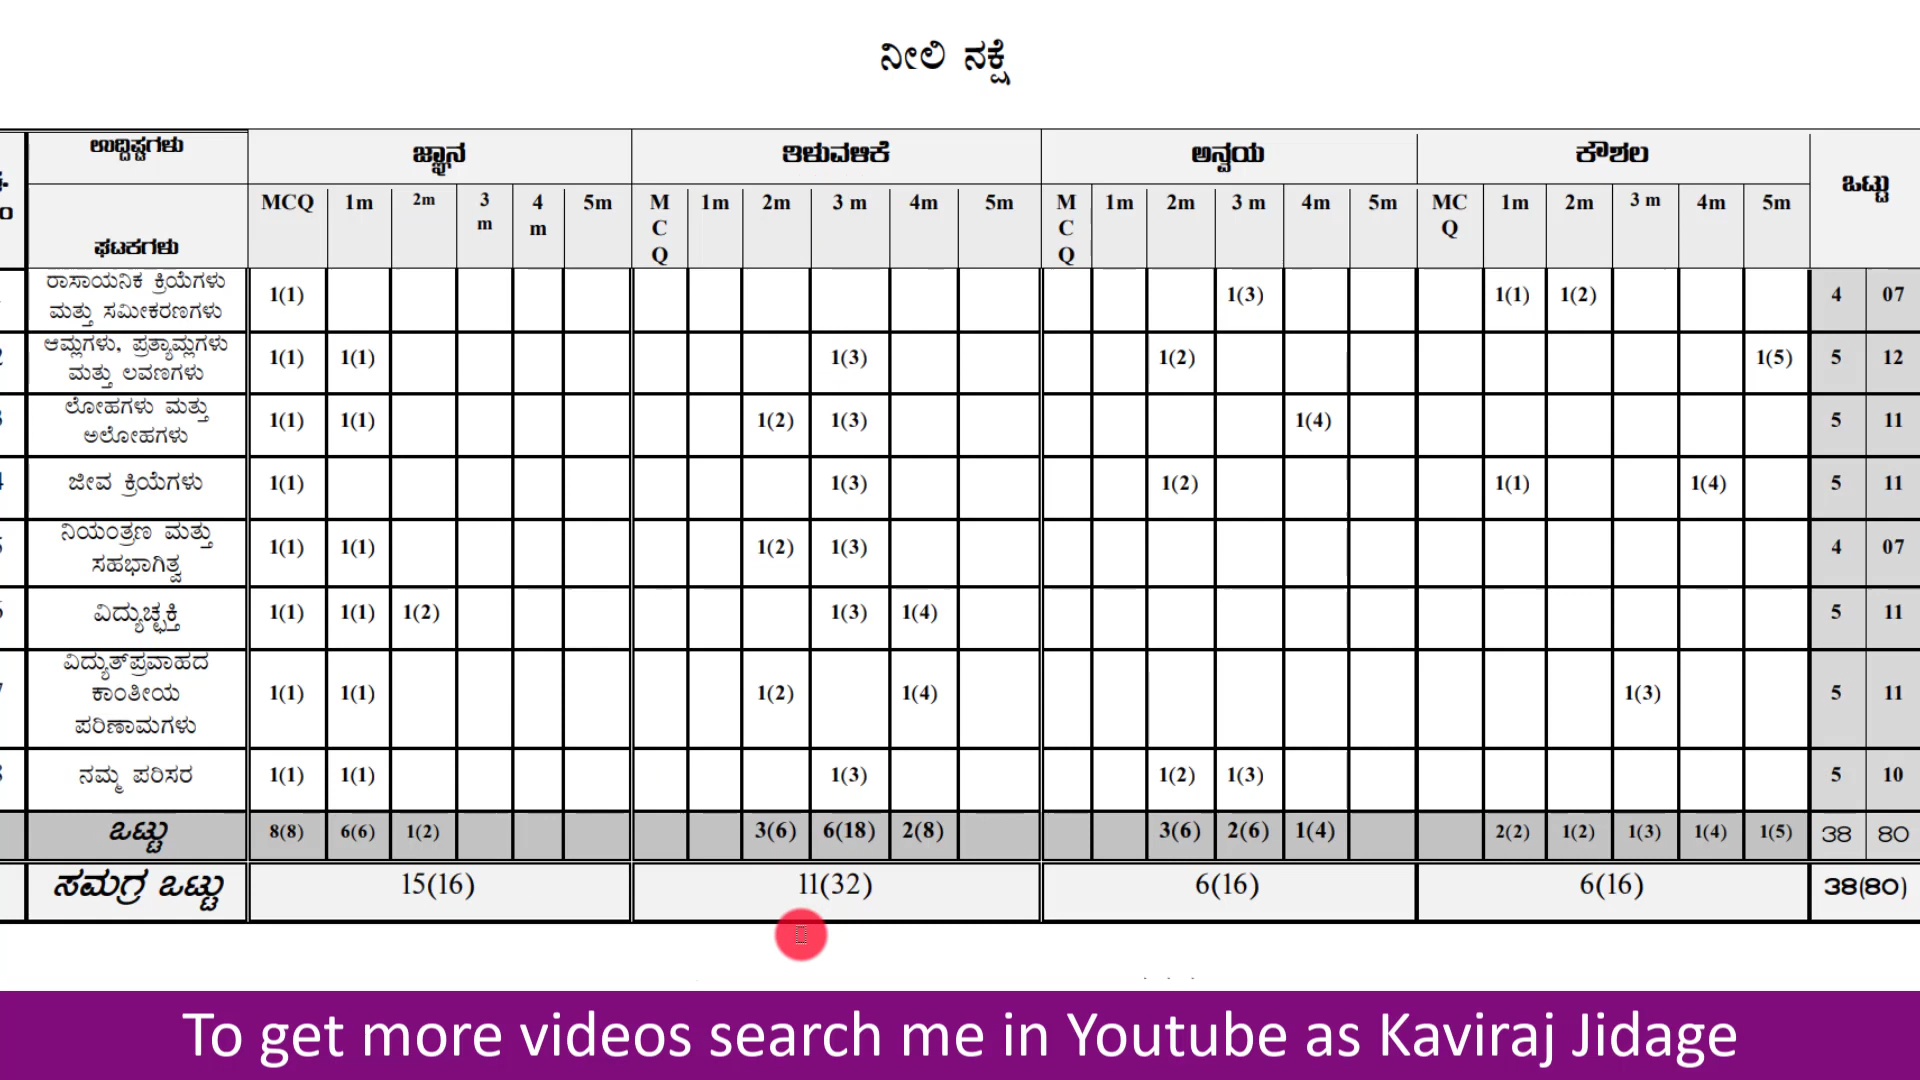 ನೀಲಿ ನಕ್ಷೆ
ಉದ್ದಿಷ್ಟಗಳು ಜ್ಞಾನ ತಿಳುವಳಿಕೆ ಅನ್ವಯ ಕೌಶಲ ಒಟ್ಟು
ಘಟಕಗಳು MCQ 1m 2m 3 m 4 m 5m MCQ 1m 2m 3 m 4m 5m MCQ 1m 2m 3 m 4m 5m MCQ 1m 2m 3 m 4m 5m
ರಾಸಾಯನಿಕ ಕ್ರಿಯೆಗಳು
ಮತ್ತು ಸಮೀಕರಣಗಳು 1(1) 1(3) 1(1) 1(2) 4 07
ಆಮ್ಲಗಳು, ಪ್ರತ್ಯಾಮ್ಲಗಳು
ಮತ್ತು ಲವಣಗಳು 1(1) 1(1) 1(3) 1(2) 1(5) 5 12
ಲೋಹಗಳು ಮತ್ತು
ಅಲೋಹಗಳು 1(1) 1(1) 1(2) 1(3) 1(4) 5 11
ಜೀವ ಕ್ರಿಯೆಗಳು 1(1) 1(3) 1(2) 1(1) 1(4) 5 11
ನಿಯಂತ್ರಣ ಮತ್ತು
ಸಹಭಾಗಿತ್ವ 1(1) 1(1) 1(2) 1(3) 4 07
ವಿದ್ಯುಚ್ಛಕ್ತಿ 1(1) 1(1) 1(2) 1(3) 1(4) 5 11
ವಿದ್ಯುತ್‌ಪ್ರವಾಹದ
ಕಾಂತೀಯ
ಪರಿಣಾಮಗಳು 1(1) 1(1) 1(2) 1(4) 1(3) 5 11
ನಮ್ಮ ಪರಿಸರ 1(1) 1(1) 1(3) 1(2) 1(3) 5 10
ಒಟ್ಟು 8(8) 6(6) 1(2) 3(6) 6(18) 2(8) 3(6) 2(6) 1(4) 2(2) 1(2) 1(3) 1(4) 1(5) 38 80
ಸಮಗ್ರ ಒಟ್ಟು 15(16) 11(32) 6(16) 6(16) 38(80)
To get more videos search me in Youtube as Kaviraj Jidage